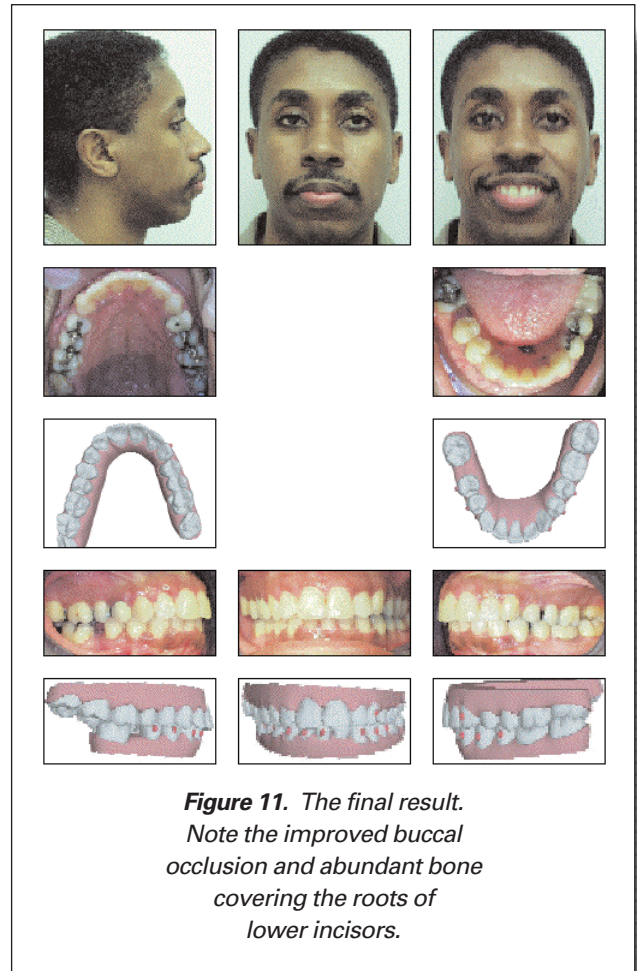 Figure 11. The final result.
Note the improved buccal
occlusion and abundant bone
covering the roots of
lower incisors.